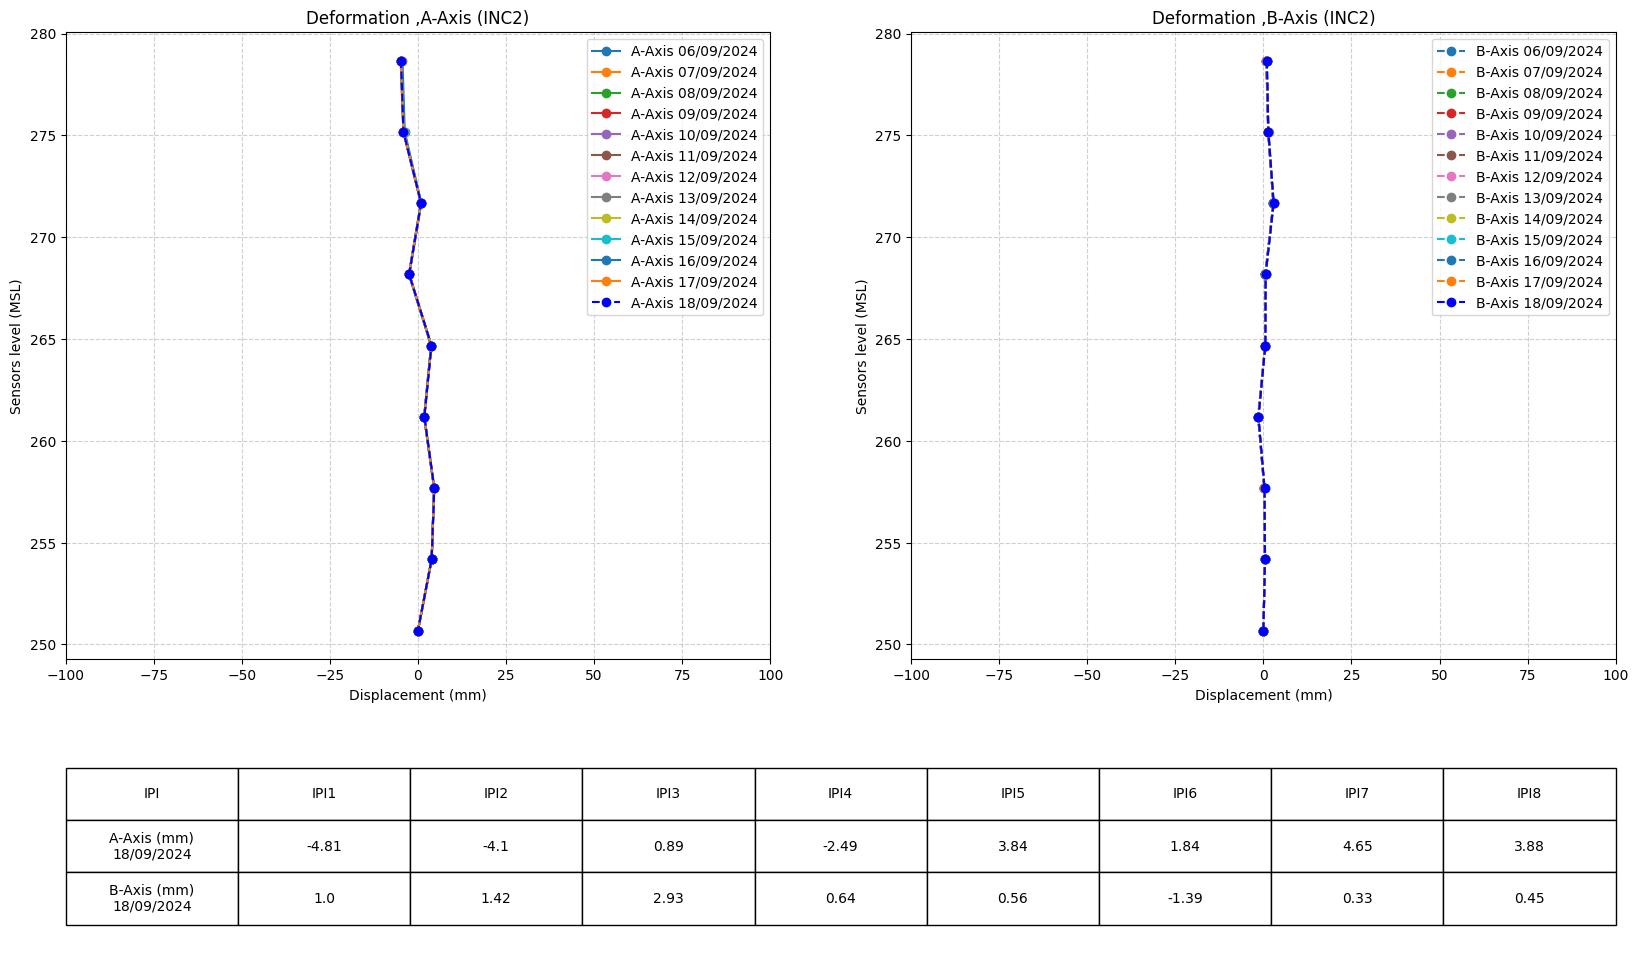 Deformation ,A-Axis (INC2)
280
275
270
265
260
255
250
Sensors level (MSL)
−100
−75
−50
−25
0
25
50
75
100
Displacement (mm)
A-Axis 06/09/2024
A-Axis 07/09/2024
A-Axis 08/09/2024
A-Axis 09/09/2024
A-Axis 10/09/2024
A-Axis 11/09/2024
A-Axis 12/09/2024
A-Axis 13/09/2024
A-Axis 14/09/2024
A-Axis 15/09/2024
A-Axis 16/09/2024
A-Axis 17/09/2024
A-Axis 18/09/2024
Deformation ,B-Axis (INC2)
280
275
270
265
260
255
250
Sensors level (MSL)
−100
−75
−50
−25
0
25
50
75
100
Displacement (mm)
B-Axis 06/09/2024
B-Axis 07/09/2024
B-Axis 08/09/2024
B-Axis 09/09/2024
B-Axis 10/09/2024
B-Axis 11/09/2024
B-Axis 12/09/2024
B-Axis 13/09/2024
B-Axis 14/09/2024
B-Axis 15/09/2024
B-Axis 16/09/2024
B-Axis 17/09/2024
B-Axis 18/09/2024
IPI IPI1 IPI2 IPI3 IPI4 IPI5 IPI6 IPI7 IPI8
A-Axis (mm)
18/09/2024
-4.81 -4.1 0.89 -2.49 3.84 1.84 4.65 3.88
B-Axis (mm)
18/09/2024
1.0 1.42 2.93 0.64 0.56 -1.39 0.33 0.45